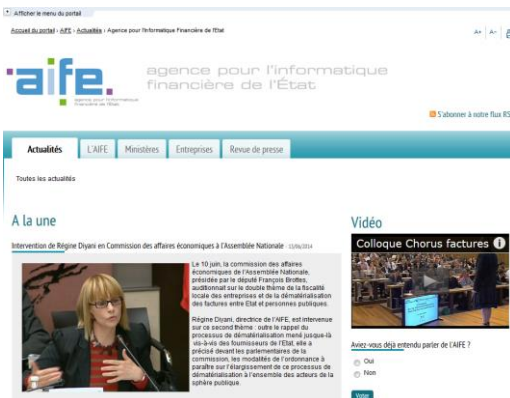 Afficher le menu du portail
Accueil du portail › AIFE › Actualités › Agence pour l'Informatique Financière de l'Etat
A+ A-
aife.
agence pour l'informatique
financière de l'État
agence pour l'informatique
financière de l'État
S'abonner à notre flux RS
Actualités L'AIFE Ministères Entreprises Revue de presse
Toutes les actualités
A la une
Intervention de Régine Diyani en Commission des affaires économiques à l'Assemblée Nationale - 13/06/2014
Le 10 juin, la commission des affaires
économiques de l'Assemblée Nationale,
présidée par le député François Brottes,
auditionnait sur le double thème de la fiscalité
locale des entreprises et de la dématérialisation
des factures entre Etat et personnes publiques.
Régine Diyani, directrice de l'AIFE, est intervenue
sur ce second thème : outre le rappel du
processus de dématérialisation mené jusque-là
vis-à-vis des fournisseurs de l'Etat, elle a
précisé devant les parlementaires de la
commission, les modalités de l'ordonnance à
paraître sur l'élargissement de ce processus de
dématérialisation à l'ensemble des acteurs de la
sphère publique.
Vidéo
Colloque Chorus factures
Aviez-vous déjà entendu parler de l'AIFE ?
Oui
Non
Voter